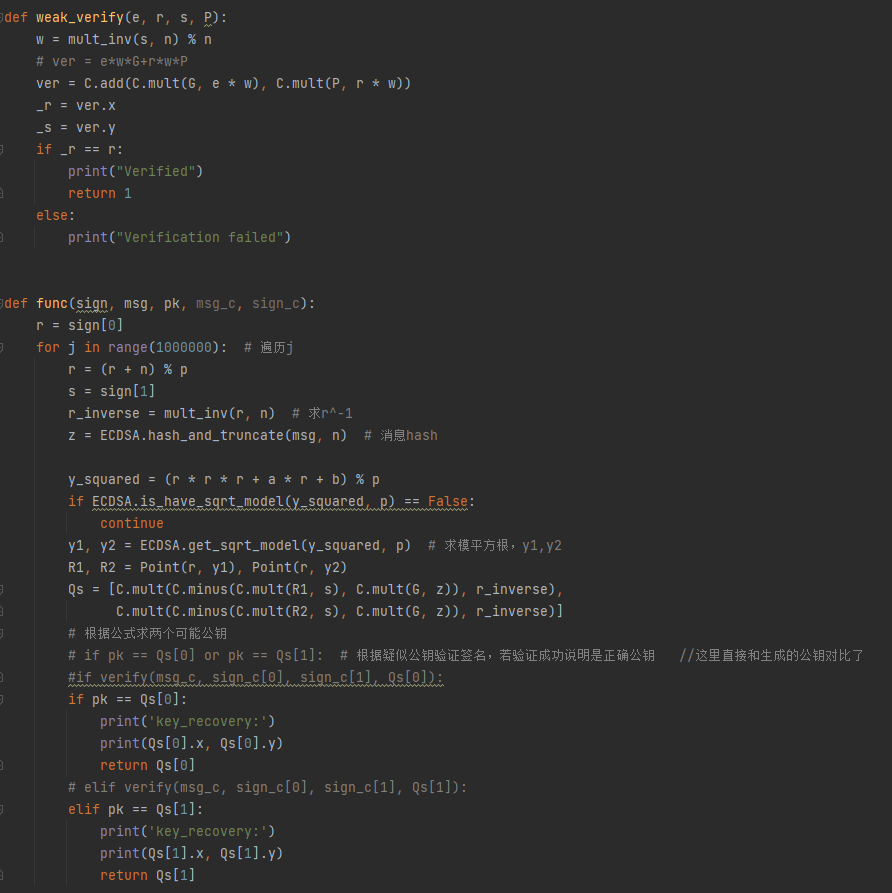 def weak_verify(e, r, s, P):
    w = mult_inv(s, n) % n
    # ver = e*w*G+r*w*P
    ver = C.add(C.mult(G, e * w), C.mult(P, r * w))
    _r = ver.x
    _s = ver.y
    if _r == r:
        print("Verified")
        return 1
    else:
        print("Verification failed")
def func(sign, msg, pk, msg_c, sign_c):
    r = sign[0]
    for j in range(1000000):  # 遍历j
        r = (r + n) % p
        s = sign[1]
        r_inverse = mult_inv(r, n)  # 求r^-1
        z = ECDSA.hash_and_truncate(msg, n)  # 消息hash
        y_squared = (r * r * r + a * r + b) % p
        if ECDSA.is_have_sqrt_model(y_squared, p) == False:
            continue
        y1, y2 = ECDSA.get_sqrt_model(y_squared, p)  # 求模平方根，y1,y2
        R1, R2 = Point(r, y1), Point(r, y2)
        Qs = [C.mult(C.minus(C.mult(R1, s), C.mult(G, z)), r_inverse),
              C.mult(C.minus(C.mult(R2, s), C.mult(G, z)), r_inverse)]
        # 根据公式求两个可能公钥
        # if pk == Qs[0] or pk == Qs[1]:  # 根据疑似公钥验证签名，若验证成功说明是正确公钥   //这里直接和生成的公钥对比了
        #if verify(msg_c, sign_c[0], sign_c[1], Qs[0]):
        if pk == Qs[0]:
            print('key_recovery:')
            print(Qs[0].x, Qs[0].y)
            return Qs[0]
        # elif verify(msg_c, sign_c[0], sign_c[1], Qs[1]):
        elif pk == Qs[1]:
            print('key_recovery:')
            print(Qs[1].x, Qs[1].y)
            return Qs[1]